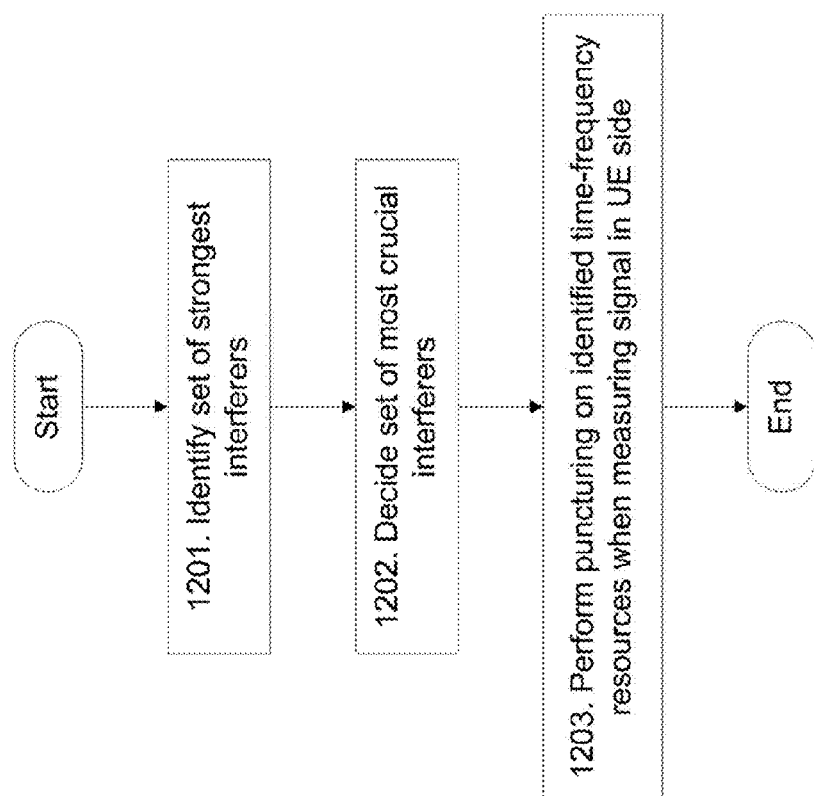 Start
1201. Identify set of strongest
interferers
1202. Decide set of most crucial
interferers
1203. Perform puncturing on identified time-frequency
resources when measuring signal in UE side
End